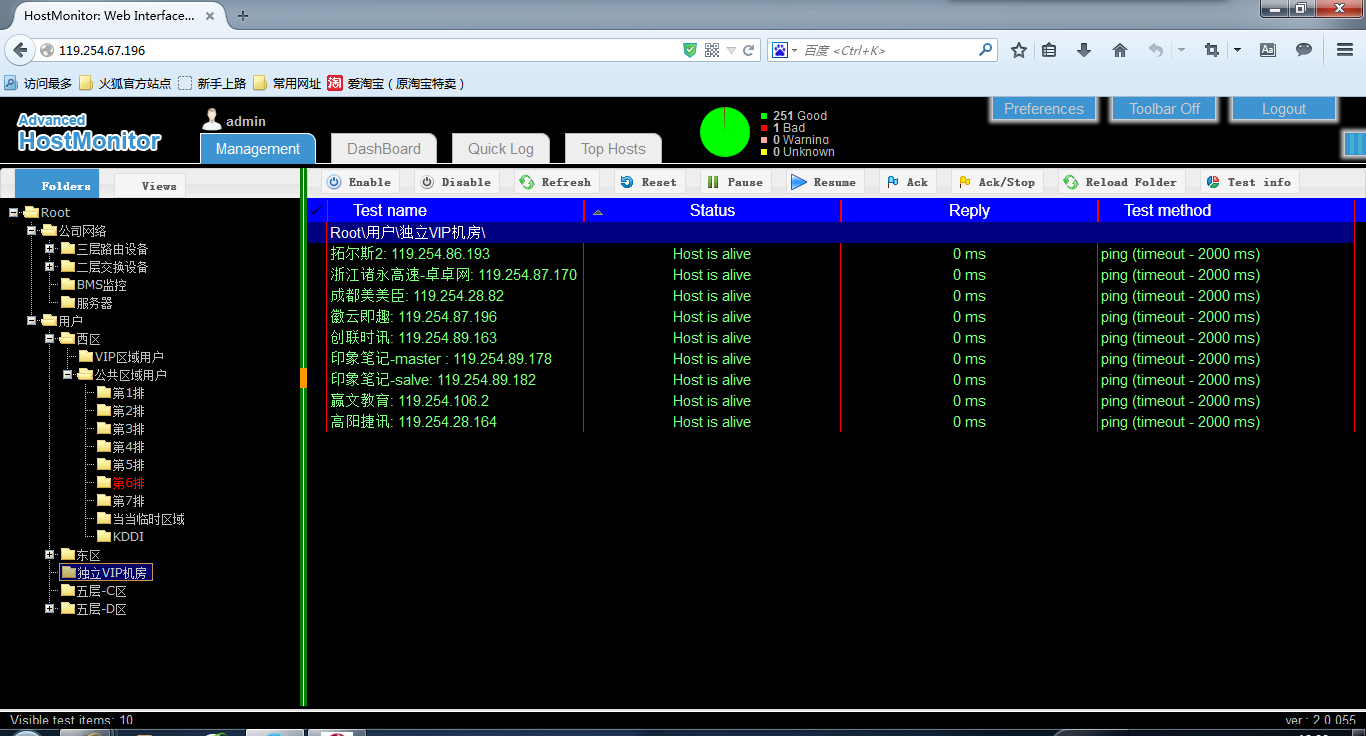 HostMonitor: Web Interface...
119.254.67.196
百度 <Ctrl+K>
访问最多 火狐官方站点 新手上路 常用网址 爱淘宝（原淘宝特卖）
Advanced
HostMonitor
admin
Management DashBoard Quick Log Top Hosts
251 Good
1 Bad
0 Warning
0 Unknown
Preferences Toolbar Off Logout
Folders Views
Enable Disable Refresh Reset Pause Resume Ack Ack/Stop Reload Folder Test info
Root
公司网络
三层路由设备
二层交换设备
BMS监控
服务器
用户
西区
VIP区域用户
公共区域用户
第1排
第2排
第3排
第4排
第5排
第6排
第7排
当当临时区域
KDDI
东区
独立VIP机房
五层-C区
五层-D区
Test name Status Reply Test method
Root\用户\独立VIP机房\
拓尔斯2: 119.254.86.193 Host is alive 0 ms ping (timeout - 2000 ms)
浙江诸永高速-卓卓网: 119.254.87.170 Host is alive 0 ms ping (timeout - 2000 ms)
成都美美臣: 119.254.28.82 Host is alive 0 ms ping (timeout - 2000 ms)
徽云即趣: 119.254.87.196 Host is alive 0 ms ping (timeout - 2000 ms)
创联时讯: 119.254.89.163 Host is alive 0 ms ping (timeout - 2000 ms)
印象笔记-master : 119.254.89.178 Host is alive 0 ms ping (timeout - 2000 ms)
印象笔记-salve: 119.254.89.182 Host is alive 0 ms ping (timeout - 2000 ms)
赢文教育: 119.254.106.2 Host is alive 0 ms ping (timeout - 2000 ms)
高阳捷讯: 119.254.28.164 Host is alive 0 ms ping (timeout - 2000 ms)
Visible test items: 10
ver.: 2.0.055